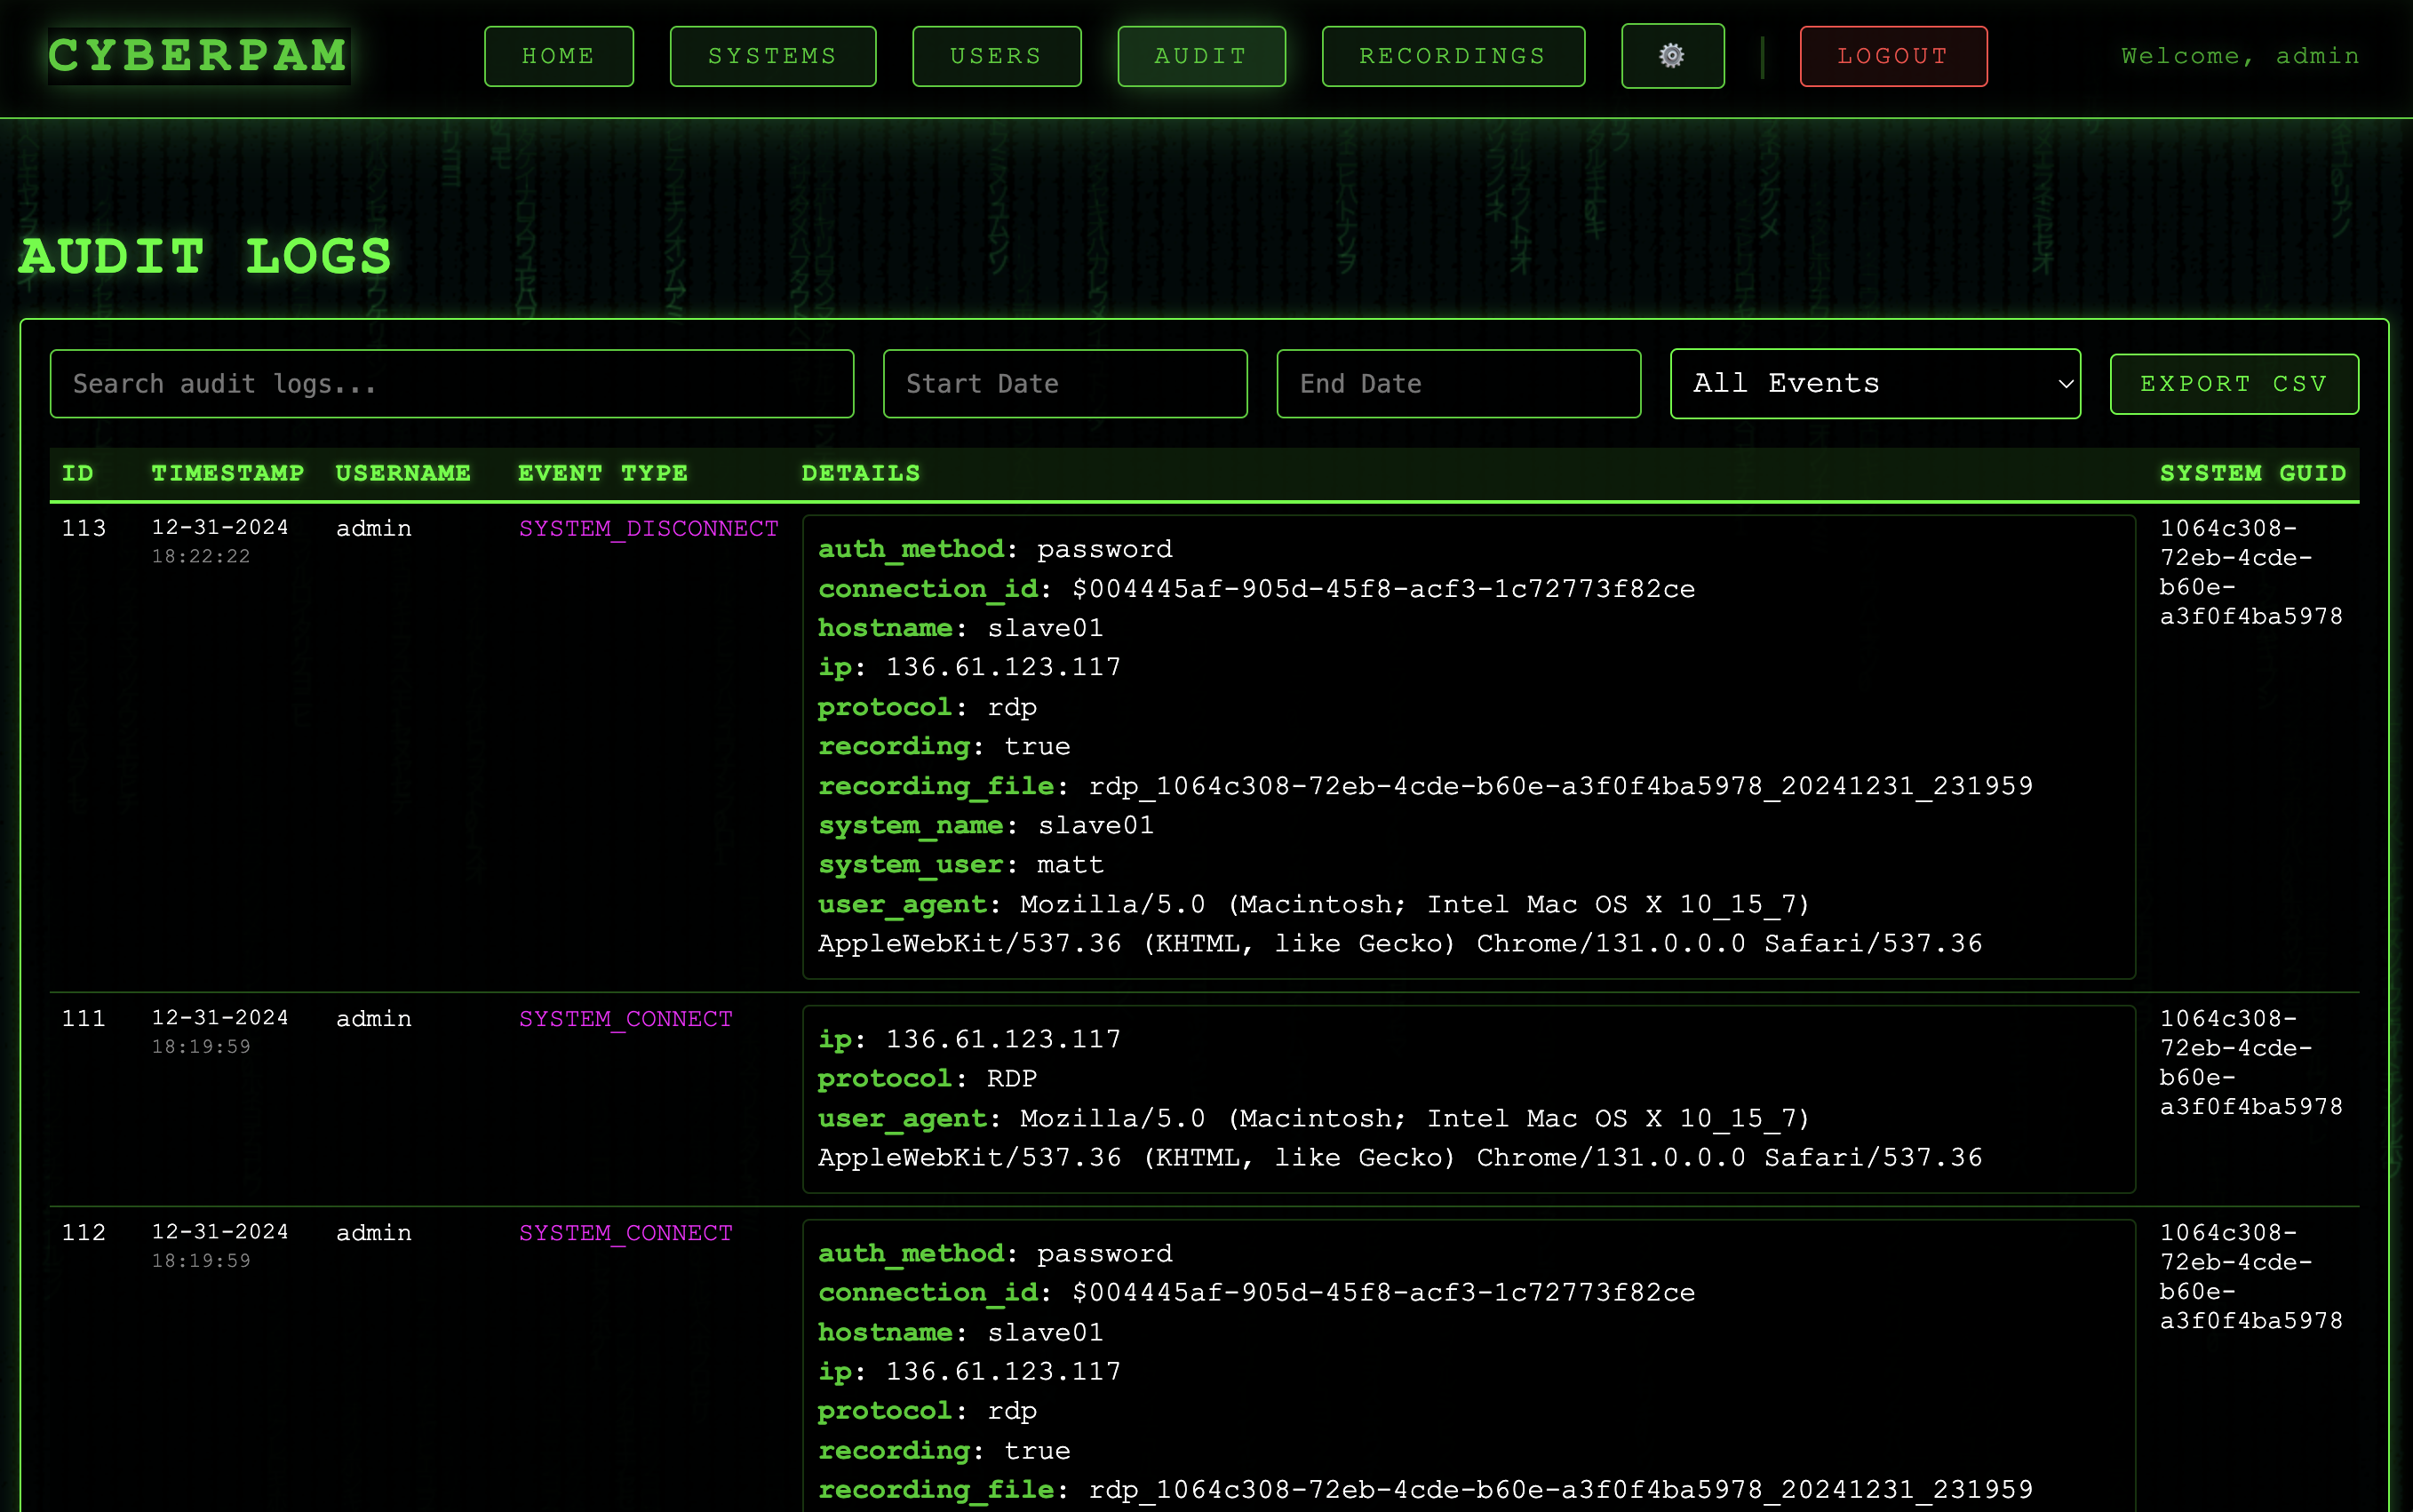 CYBERPAM
HOME
SYSTEMS
USERS
AUDIT
RECORDINGS
LOGOUT
Welcome, admin
AUDIT LOGS
Search audit logs...
Start Date
End Date
All Events
EXPORT CSV
ID
TIMESTAMP
USERNAME
EVENT TYPE
DETAILS
SYSTEM GUID
113
12-31-2024
18:22:22
admin
SYSTEM_DISCONNECT
auth_method: password
connection_id: $004445af-905d-45f8-acf3-1c72773f82ce
hostname: slave01
ip: 136.61.123.117
protocol: rdp
recording: true
recording_file: rdp_1064c308-72eb-4cde-b60e-a3f0f4ba5978_20241231_231959
system_name: slave01
system_user: matt
user_agent: Mozilla/5.0 (Macintosh; Intel Mac OS X 10_15_7)
AppleWebKit/537.36 (KHTML, like Gecko) Chrome/131.0.0.0 Safari/537.36
1064c308-
72eb-4cde-
b60e-
a3f0f4ba5978
111
12-31-2024
18:19:59
admin
SYSTEM_CONNECT
ip: 136.61.123.117
protocol: RDP
user_agent: Mozilla/5.0 (Macintosh; Intel Mac OS X 10_15_7)
AppleWebKit/537.36 (KHTML, like Gecko) Chrome/131.0.0.0 Safari/537.36
1064c308-
72eb-4cde-
b60e-
a3f0f4ba5978
112
12-31-2024
18:19:59
admin
SYSTEM_CONNECT
auth_method: password
connection_id: $004445af-905d-45f8-acf3-1c72773f82ce
hostname: slave01
ip: 136.61.123.117
protocol: rdp
recording: true
recording_file: rdp_1064c308-72eb-4cde-b60e-a3f0f4ba5978_20241231_231959
1064c308-
72eb-4cde-
b60e-
a3f0f4ba5978